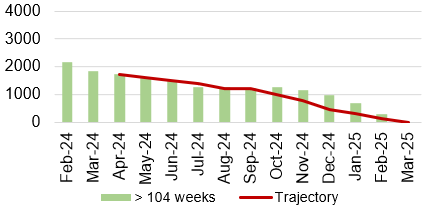 4000
3000
2000
1000
0
Feb-24
Mar-24
Apr-24
May-24
Jun-24
Jul-24
Aug-24
Sep-24
Oct-24
Nov-24
Dec-24
Jan-25
Feb-25
Mar-25
> 104 weeks
Trajectory